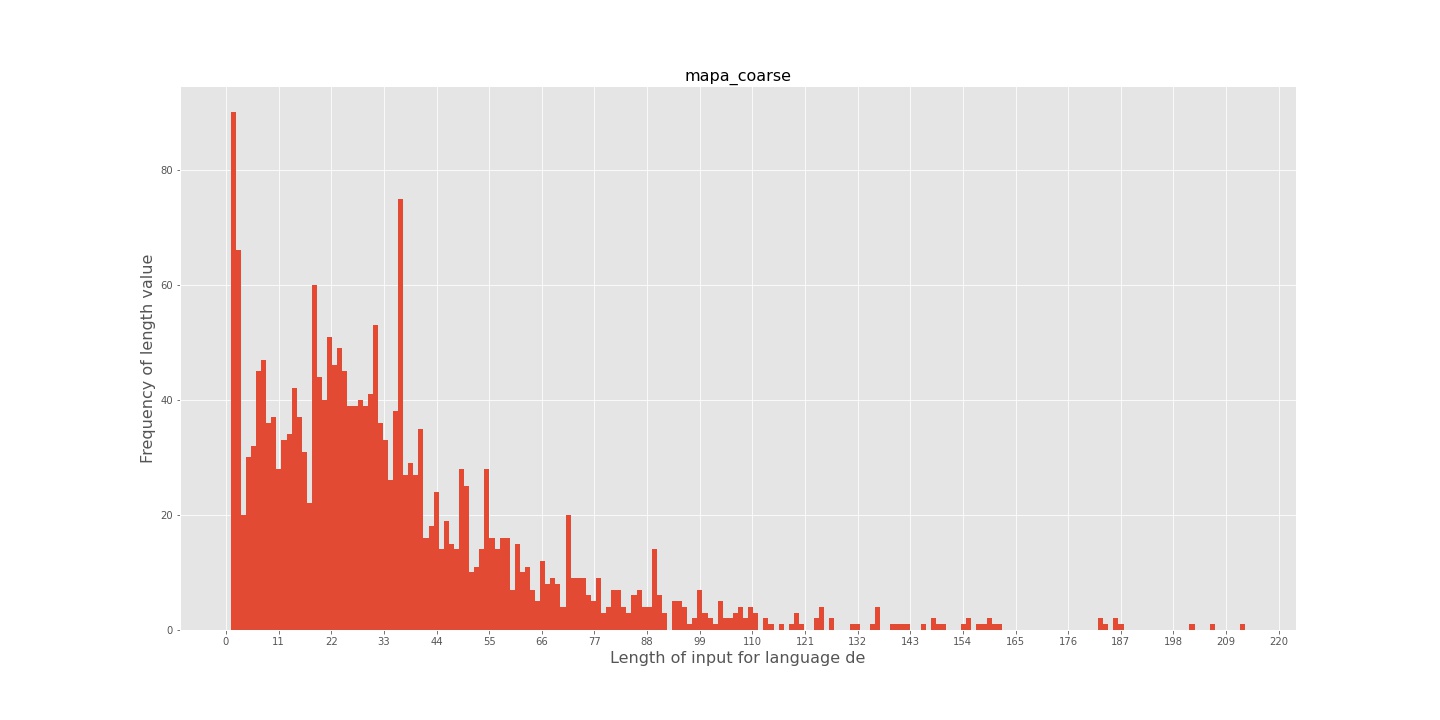 mapa_coarse
Frequency of length value
80
60
40
20
0
0 11 22 33 44 55 66 77 88 99 110 121 132 143 154 165 176 187 198 209 220
Length of input for language de